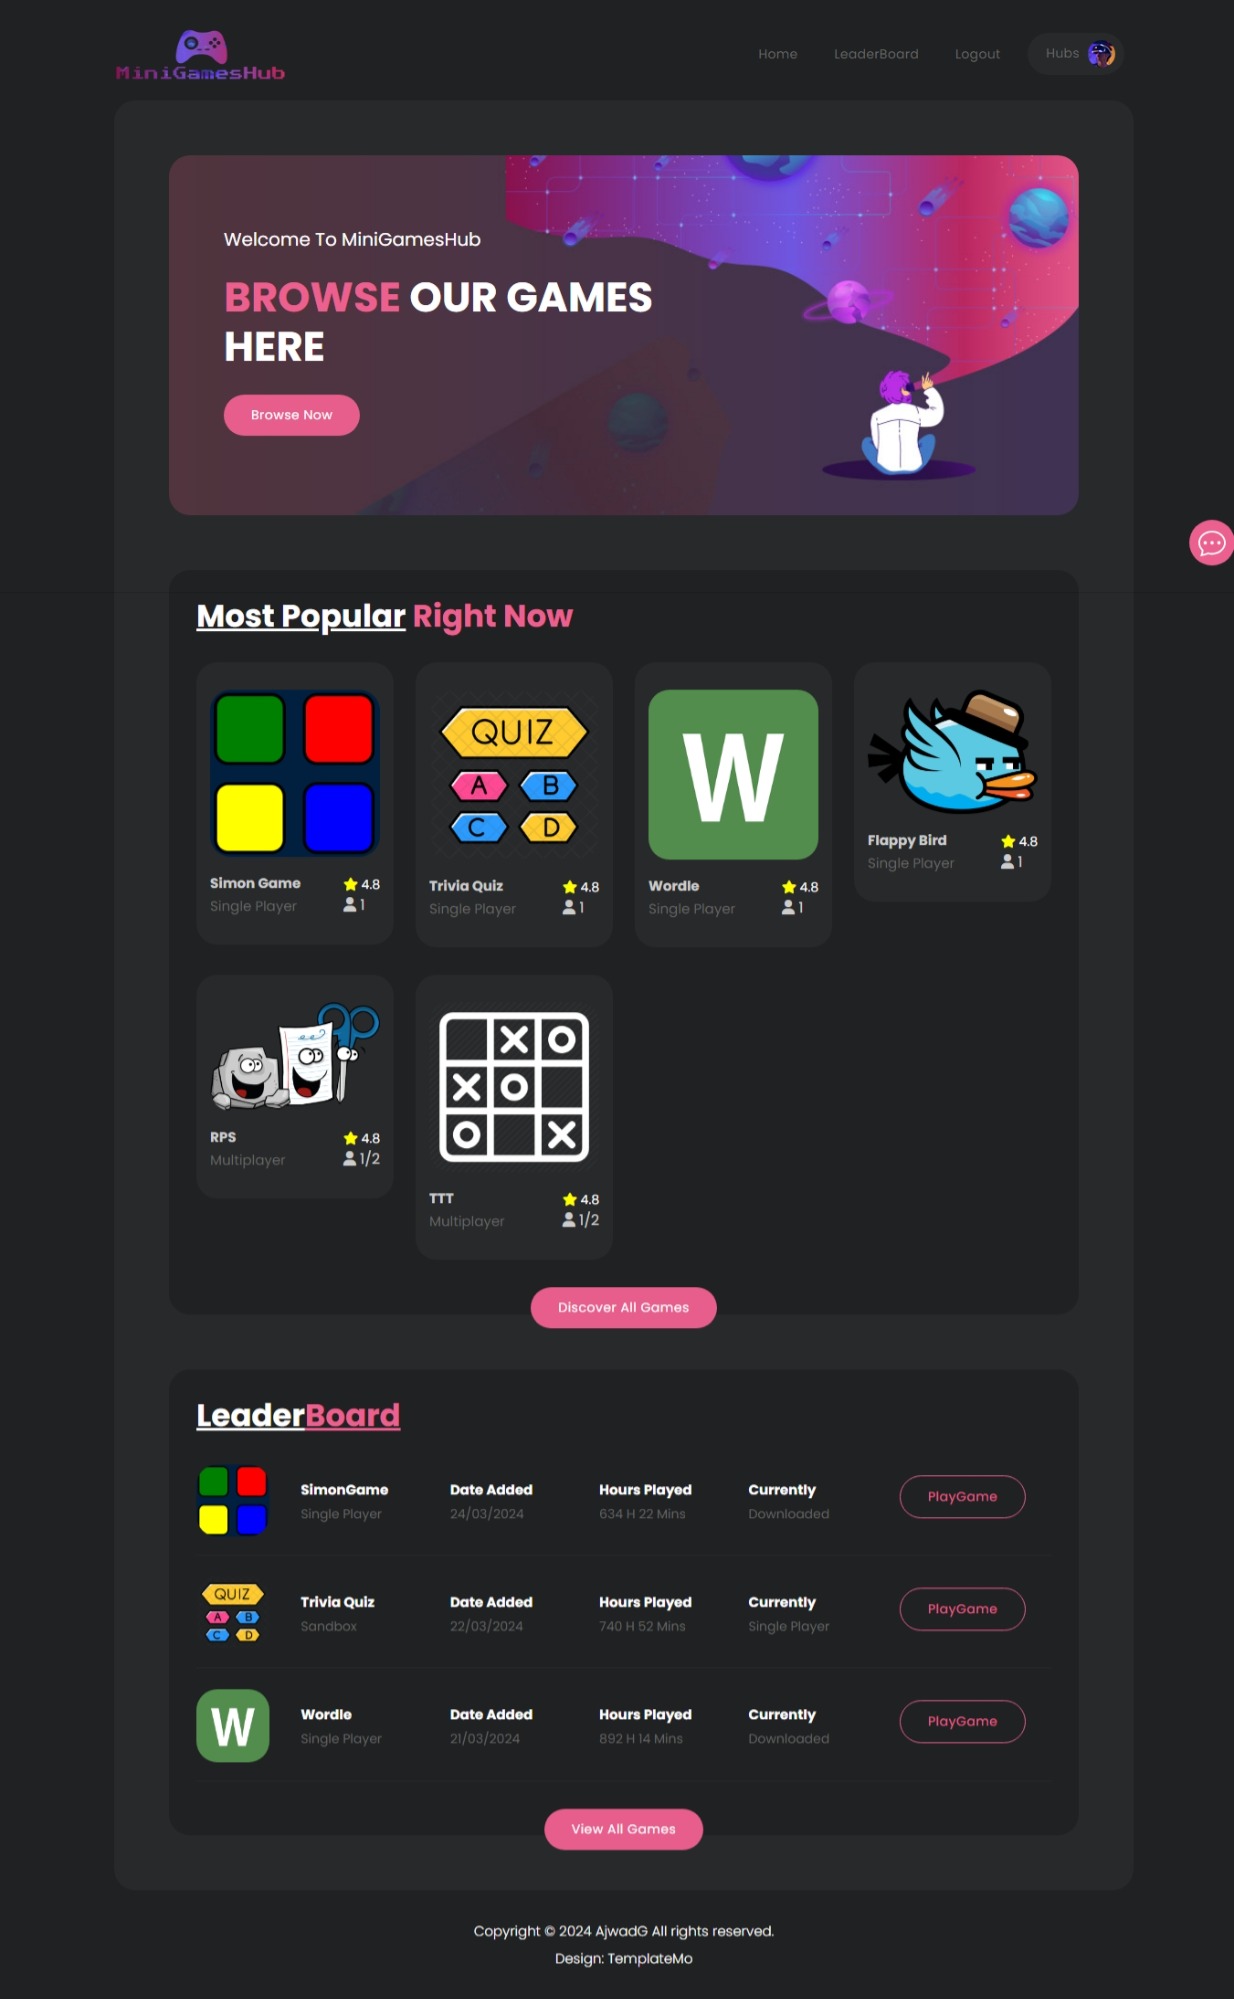 MiniGamesHub
Home LeaderBoard Logout Hubs
Welcome To MiniGamesHub
BROWSE OUR GAMES
HERE
Browse Now
Most Popular Right Now
QUIZ
A B
C D
W
Simon Game 4.8
Single Player 1
Trivia Quiz 4.8
Single Player 1
Wordle 4.8
Single Player 1
Flappy Bird 4.8
Single Player 1
X O
X O
O X
RPS 4.8
Multiplayer 1/2
TTT 4.8
Multiplayer 1/2
Discover All Games
LeaderBoard
SimonGame Date Added Hours Played Currently
Single Player 24/03/2024 634 H 22 Mins Downloaded
PlayGame
QUIZ
A B
C D
Trivia Quiz Date Added Hours Played Currently
Sandbox 22/03/2024 740 H 52 Mins Single Player
PlayGame
W
Wordle Date Added Hours Played Currently
Single Player 21/03/2024 892 H 14 Mins Downloaded
PlayGame
View All Games
Copyright © 2024 AjwadG All rights reserved.
Design: TemplateMo